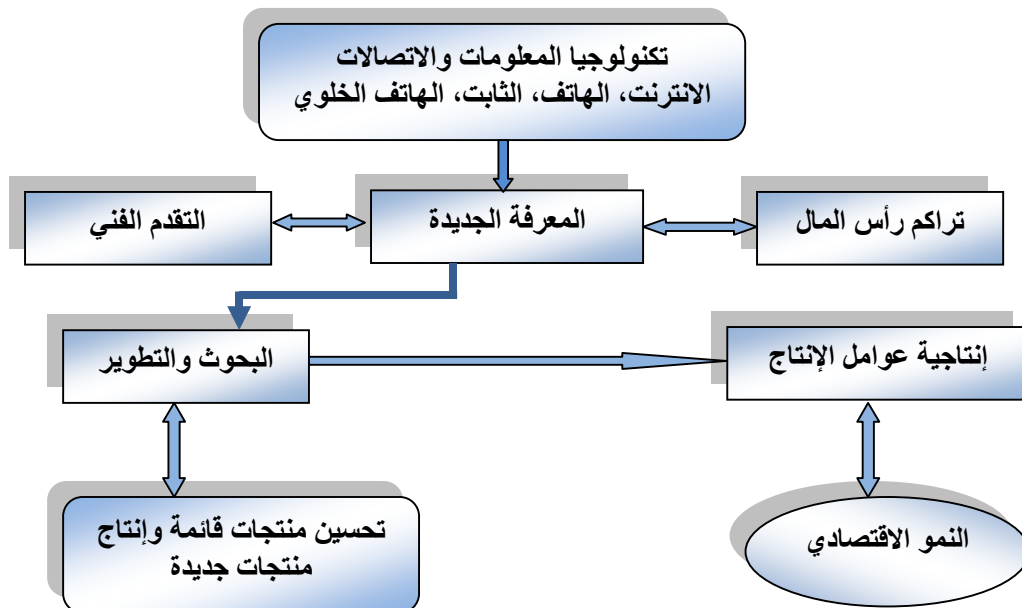 تكنولوجيا المعلومات والاتصالات
الانترنت، الهاتف، الثابت، الهاتف الخلوي
تراكم رأس المال
المعرفة الجديدة
التقدم الفني
إنتاجية عوامل الإنتاج
البحوث والتطوير
النمو الاقتصادي
تحسين منتجات قائمة وإنتاج
منتجات جديدة